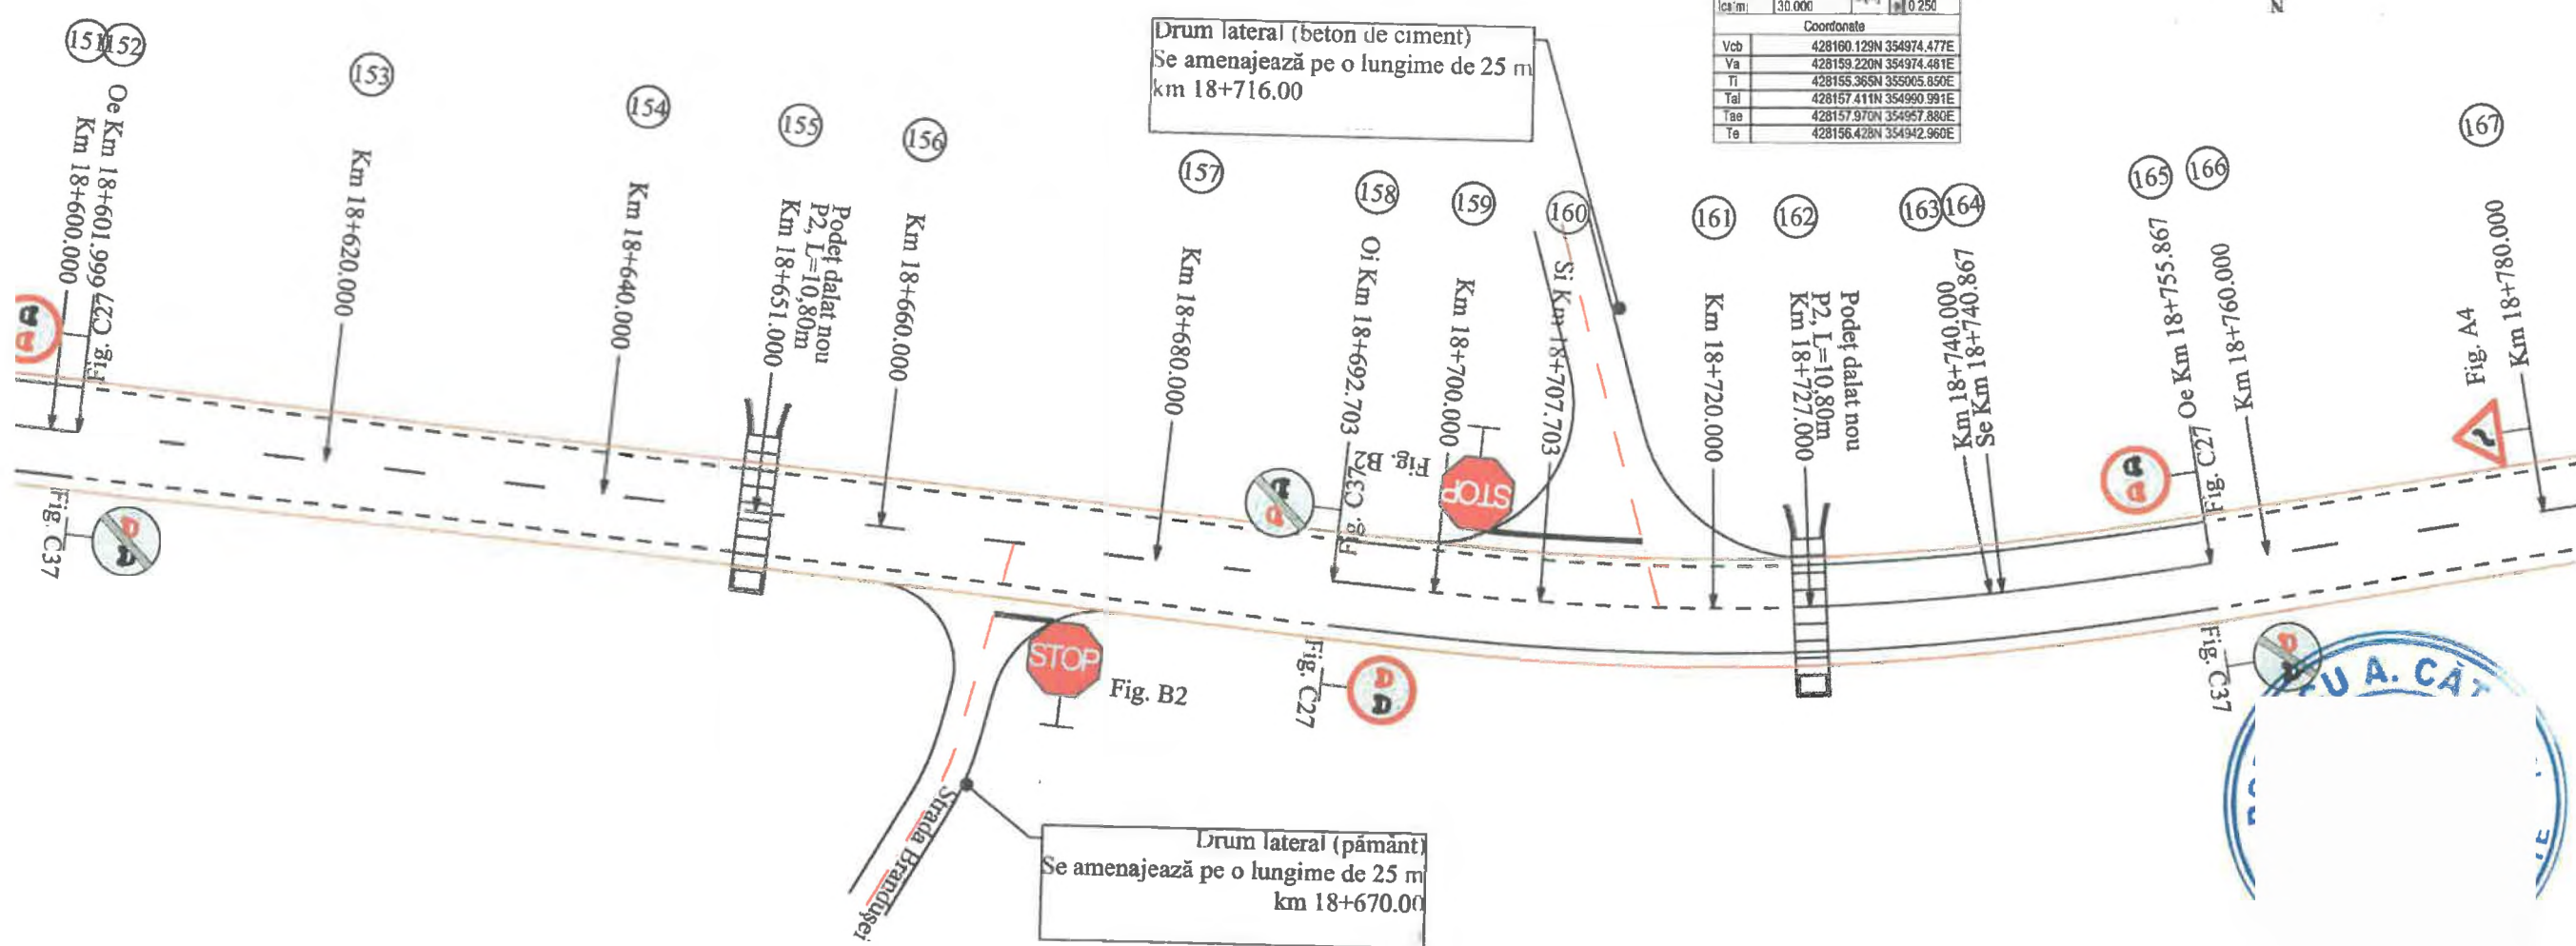 151
152
Oe Km 18+601.999
Km 18+600.000
Fig. C27
Fig. C37
153
Km 18+620.000
154
Km 18+640.000
155
Podeţ dalat nou
P2, L=10,80m
Km 18+651.000
156
Km 18+660.000
157
Km 18+680.000
Drum lateral (beton de ciment)
Se amenajează pe o lungime de 25 m
km 18+716.00
158
Oi Km 18+692.703
Fig. C37
159
Km 18+700.000
Fig. B2
STOP
160
Si Km 18+707.703
161
Km 18+720.000
162
Podeţ dalat nou
P2, L=10,80m
Km 18+727.000
163
164
Km 18+740.000
Se Km 18+740.867
165
166
Fig. C27 Oe Km 18+755.867
Km 18+760.000
167
Fig. A4
Km 18+780.000
30.000
0.250
Coordonate
Vcb 428160.129N 354974.477E
Va 428159.220N 354974.461E
Ti 428155.365N 355005.850E
Tai 428157.411N 354990.991E
Tae 428157.970N 354957.880E
Te 428156.428N 354942.960E
N
STOP
Fig. B2
Fig. C27
Fig. C37
Strada Branduşei
Drum lateral (pământ)
Se amenajează pe o lungime de 25 m
km 18+670.00
A. CĂT